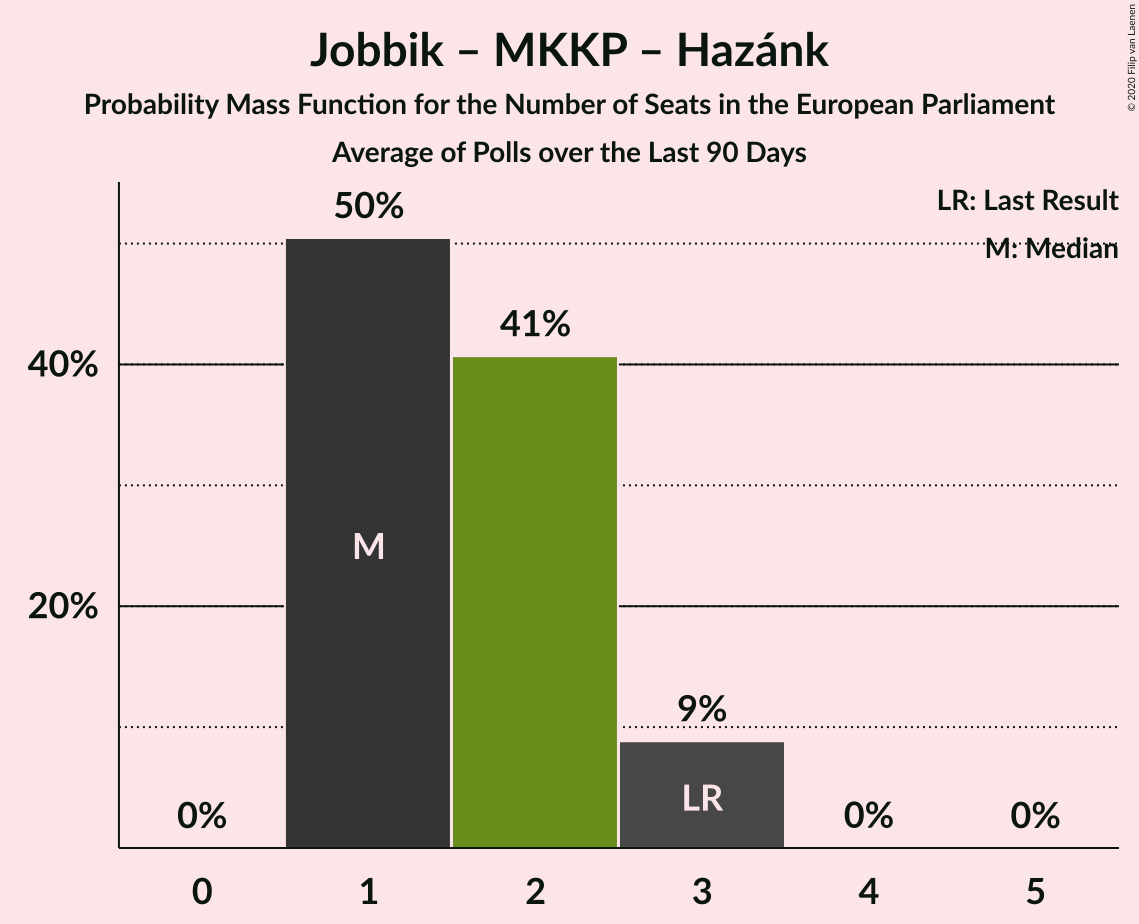 Jobbik – MKKP – Hazánk
Probability Mass Function for the Number of Seats in the European Parliament
Average of Polls over the Last 90 Days
© 2020 Filip van Laenen
LR: Last Result
M: Median
50%
41%
40%
M
20%
9%
LR
0%
0%
0%
0 1 2 3 4 5